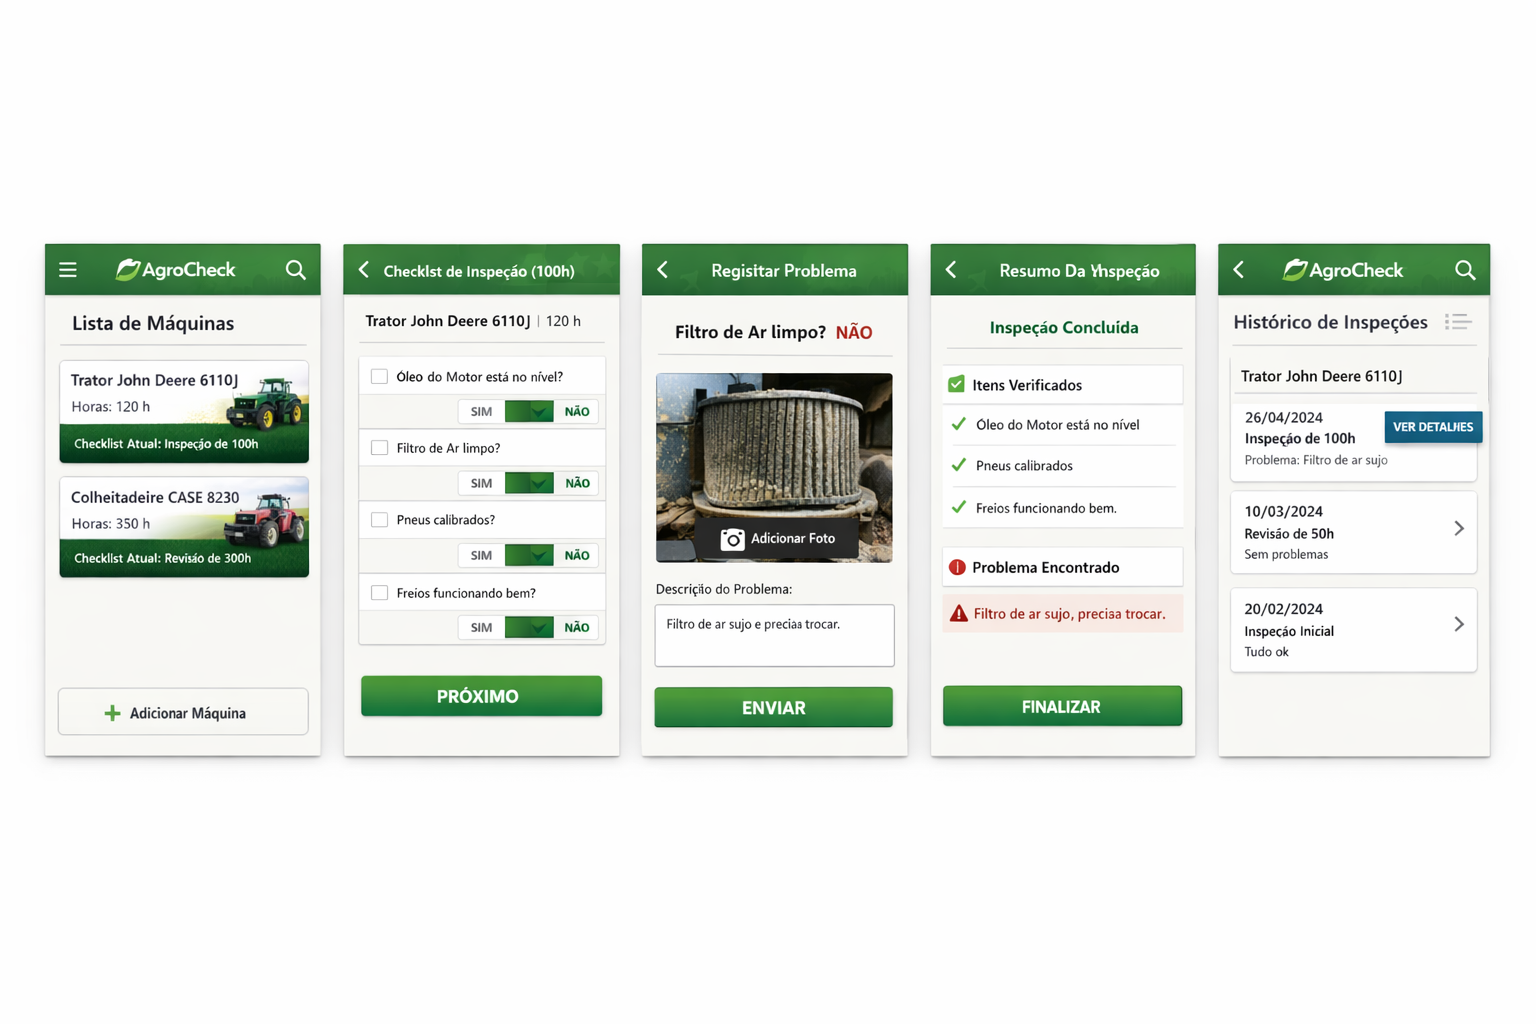 AgroCheck
Lista de Máquinas
Trator John Deere 6110J
Horas: 120 h
Checklist Atual: Inspeção de 100h
Colheitadeire CASE 8230
Horas: 350 h
Checklist Atual: Revisão de 300h
Adicionar Máquina
Checklst de Inspeção (100h)
Trator John Deere 6110J | 120 h
Óleo do Motor está no nível?
SIM NÃO
Filtro de Ar limpo?
SIM NÃO
Pneus calibrados?
SIM NÃO
Freios funcionando bem?
SIM NÃO
PRÓXIMO
Regisitar Problema
Filtro de Ar limpo? NÃO
Adicionar Foto
Descrição do Problema:
Filtro de ar sujo e precisa trocar.
ENVIAR
Resumo Da Inspeção
Inspeção Concluída
Itens Verificados
Óleo do Motor está no nível
Pneus calibrados
Freios funcionando bem.
Problema Encontrado
Filtro de ar sujo, precisa trocar.
FINALIZAR
AgroCheck
Histórico de Inspeções
Trator John Deere 6110J
26/04/2024
VER DETALHES
Inspeção de 100h
Problema: Filtro de ar sujo
10/03/2024
Revisão de 50h
Sem problemas
20/02/2024
Inspeção Inicial
Tudo ok